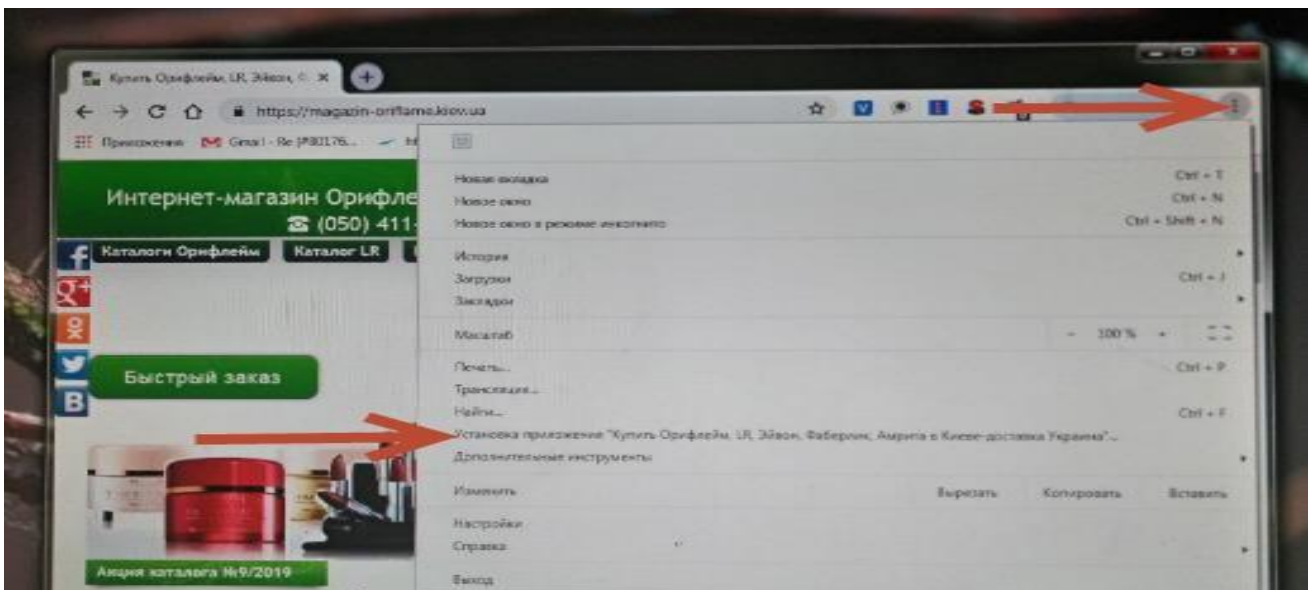 Купить Орифлейм, LR, Эйвон, Ф
https://magazin-oriflame.kiev.ua
Приложения Gmail - Re [#80176...
Интернет-магазин Орифле
(050) 411-
Каталоги Орифлейм Каталог LR
Быстрый заказ
Акция каталога №9/2019
Новая вкладка Ctrl + T
Новое окно Ctrl + N
Новое окно в режиме инкогнито Ctrl + Shift + N
История
Загрузки Ctrl + J
Закладки
Масштаб - 100 % +
Печать... Ctrl + P
Трансляция...
Найти... Ctrl + F
Установка приложения "Купить Орифлейм, LR, Эйвон, Фаберлик, Амрита в Киеве-доставка Украина"...
Дополнительные инструменты
Изменить Вырезать Копировать Вставить
Настройки
Справка
Выход